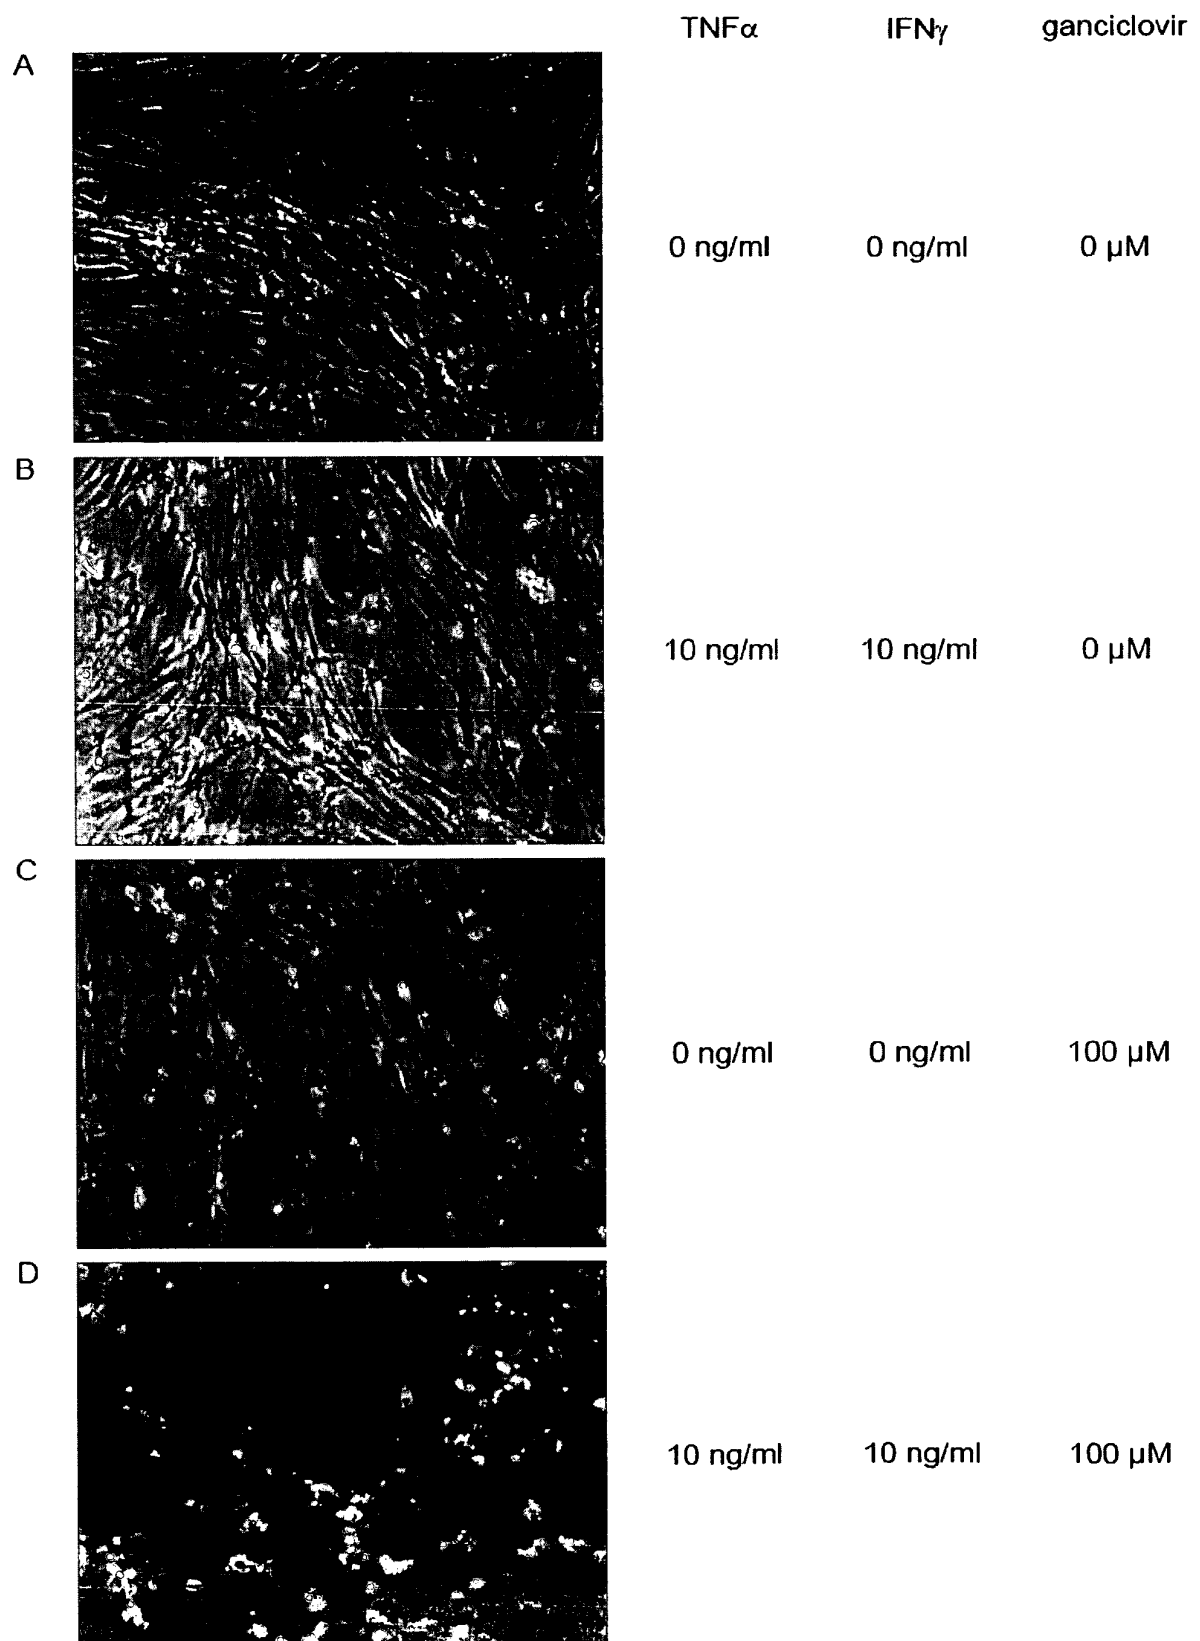 TNFα IFNγ ganciclovir
A
0 ng/ml 0 ng/ml 0 µM
B
10 ng/ml 10 ng/ml 0 µM
C
0 ng/ml 0 ng/ml 100 µM
D
10 ng/ml 10 ng/ml 100 µM